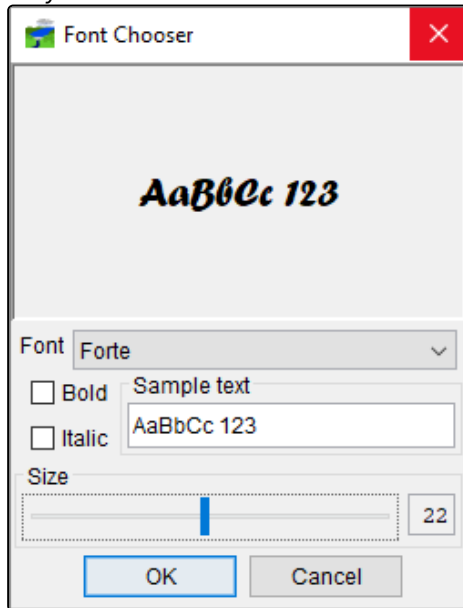 Font Chooser
AaBbCc 123
Font Forte
Bold
Sample text
AaBbCc 123
Italic
Size
22
OK Cancel